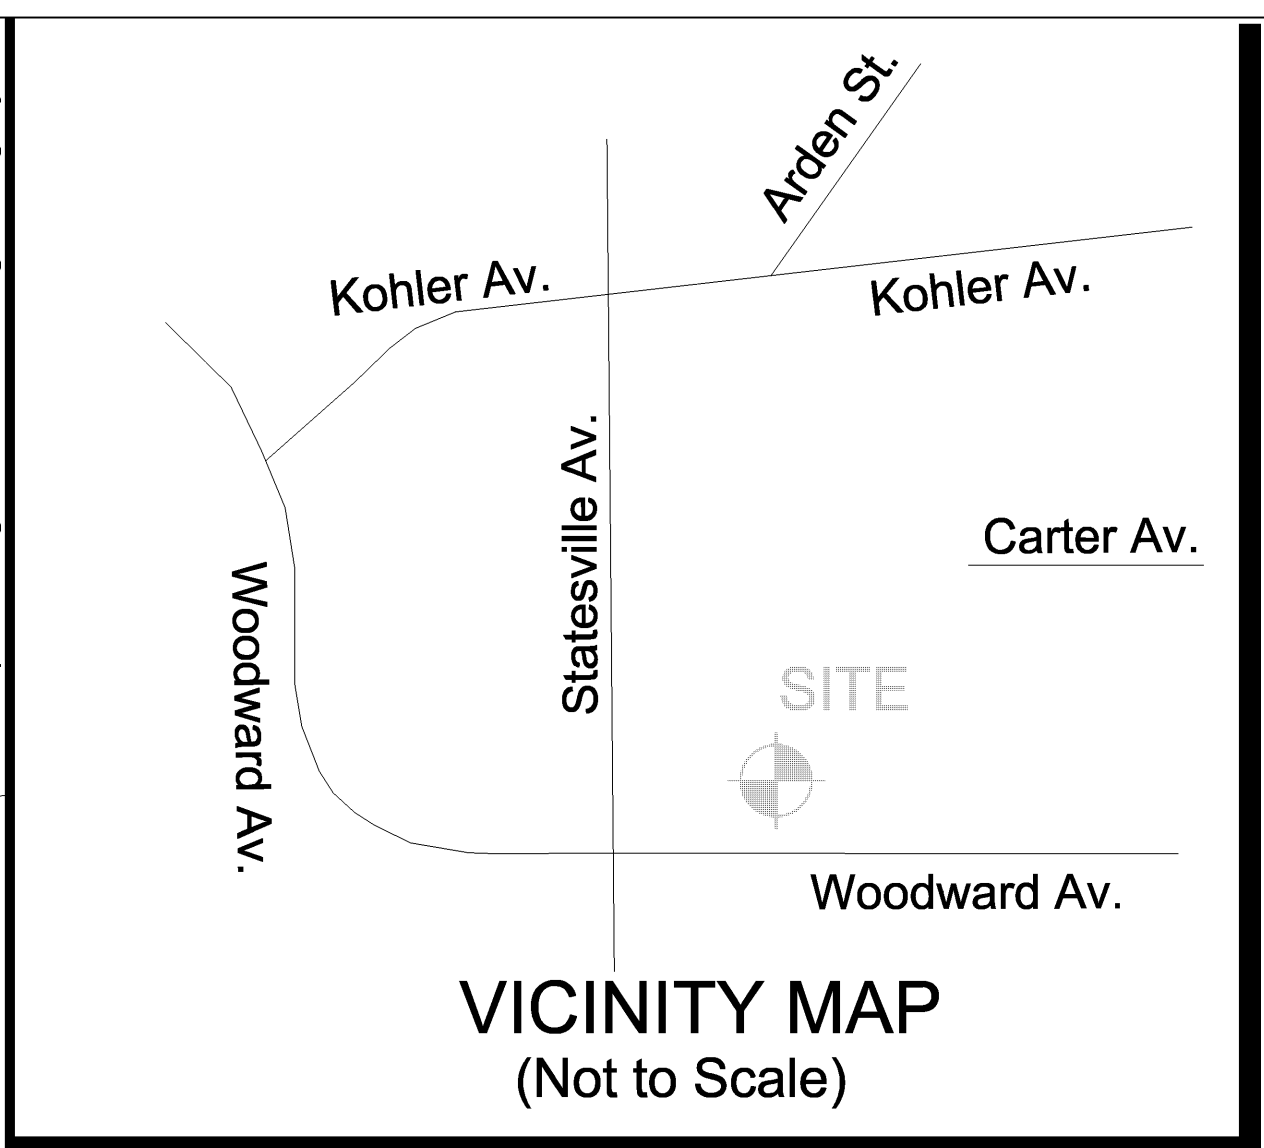 Arden St.
Kohler Av.
Kohler Av.
Statesville Av.
Carter Av.
Woodward Av.
SITE
Woodward Av.
VICINITY MAP
(Not to Scale)